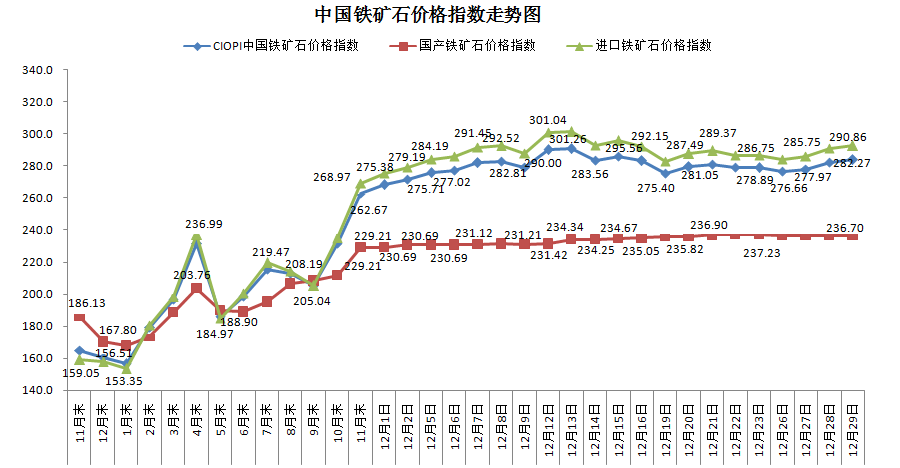 中国铁矿石价格指数走势图
CIOPI中国铁矿石价格指数 国产铁矿石价格指数 进口铁矿石价格指数
340.0
320.0
300.0
280.0
260.0
240.0
220.0
200.0
180.0
160.0
140.0
186.13
159.05
167.80
156.51
153.35
203.76
236.99
184.97
188.90
219.47
208.19
205.04
268.97
262.67
229.21
229.21
275.38
230.69
279.19
275.71
230.69
284.19
277.02
230.69
291.45
231.12
292.52
282.81
231.21
290.00
231.42
301.04
301.26
234.34
283.56
234.25
295.56
234.67
292.15
235.05
275.40
287.49
235.82
281.05
289.37
236.90
278.89
286.75
237.23
276.66
285.75
277.97
290.86
282.27
236.70
11月末
12月末
1月末
2月末
3月末
4月末
5月末
6月末
7月末
8月末
9月末
10月末
11月末
12月1日
12月2日
12月5日
12月6日
12月7日
12月8日
12月9日
12月12日
12月13日
12月14日
12月15日
12月16日
12月19日
12月20日
12月21日
12月22日
12月23日
12月26日
12月27日
12月28日
12月29日